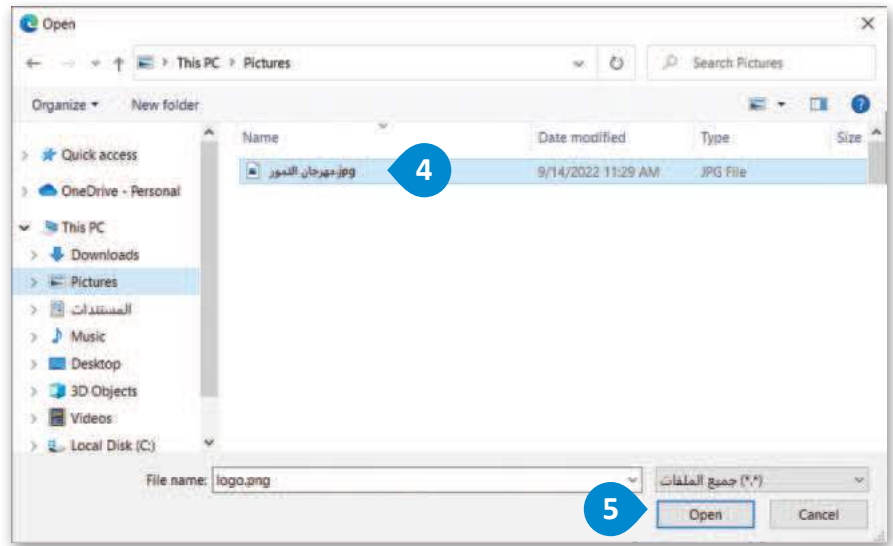 Open
This PC > Pictures
Search Pictures
Organize
New folder
Name
Date modified
Type
Size
Quick access
OneDrive - Personal
This PC
Downloads
Pictures
المستندات
Music
Desktop
3D Objects
Videos
Local Disk (C:)
مهرجان التمور.jpg
4
9/14/2022 11:29 AM
JPG File
File name:
logo.png
جميع الملفات (*.*)
5
Open
Cancel